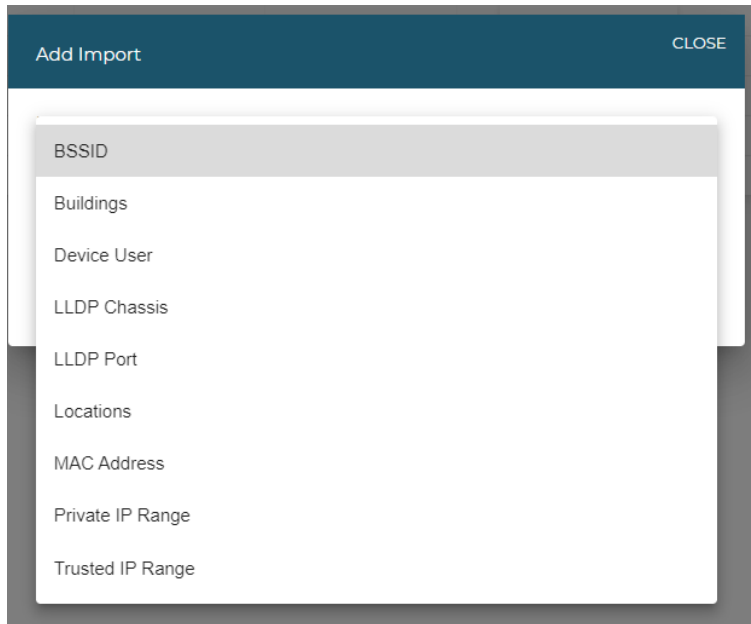 Add Import
CLOSE
BSSID
Buildings
Device User
LLDP Chassis
LLDP Port
Locations
MAC Address
Private IP Range
Trusted IP Range